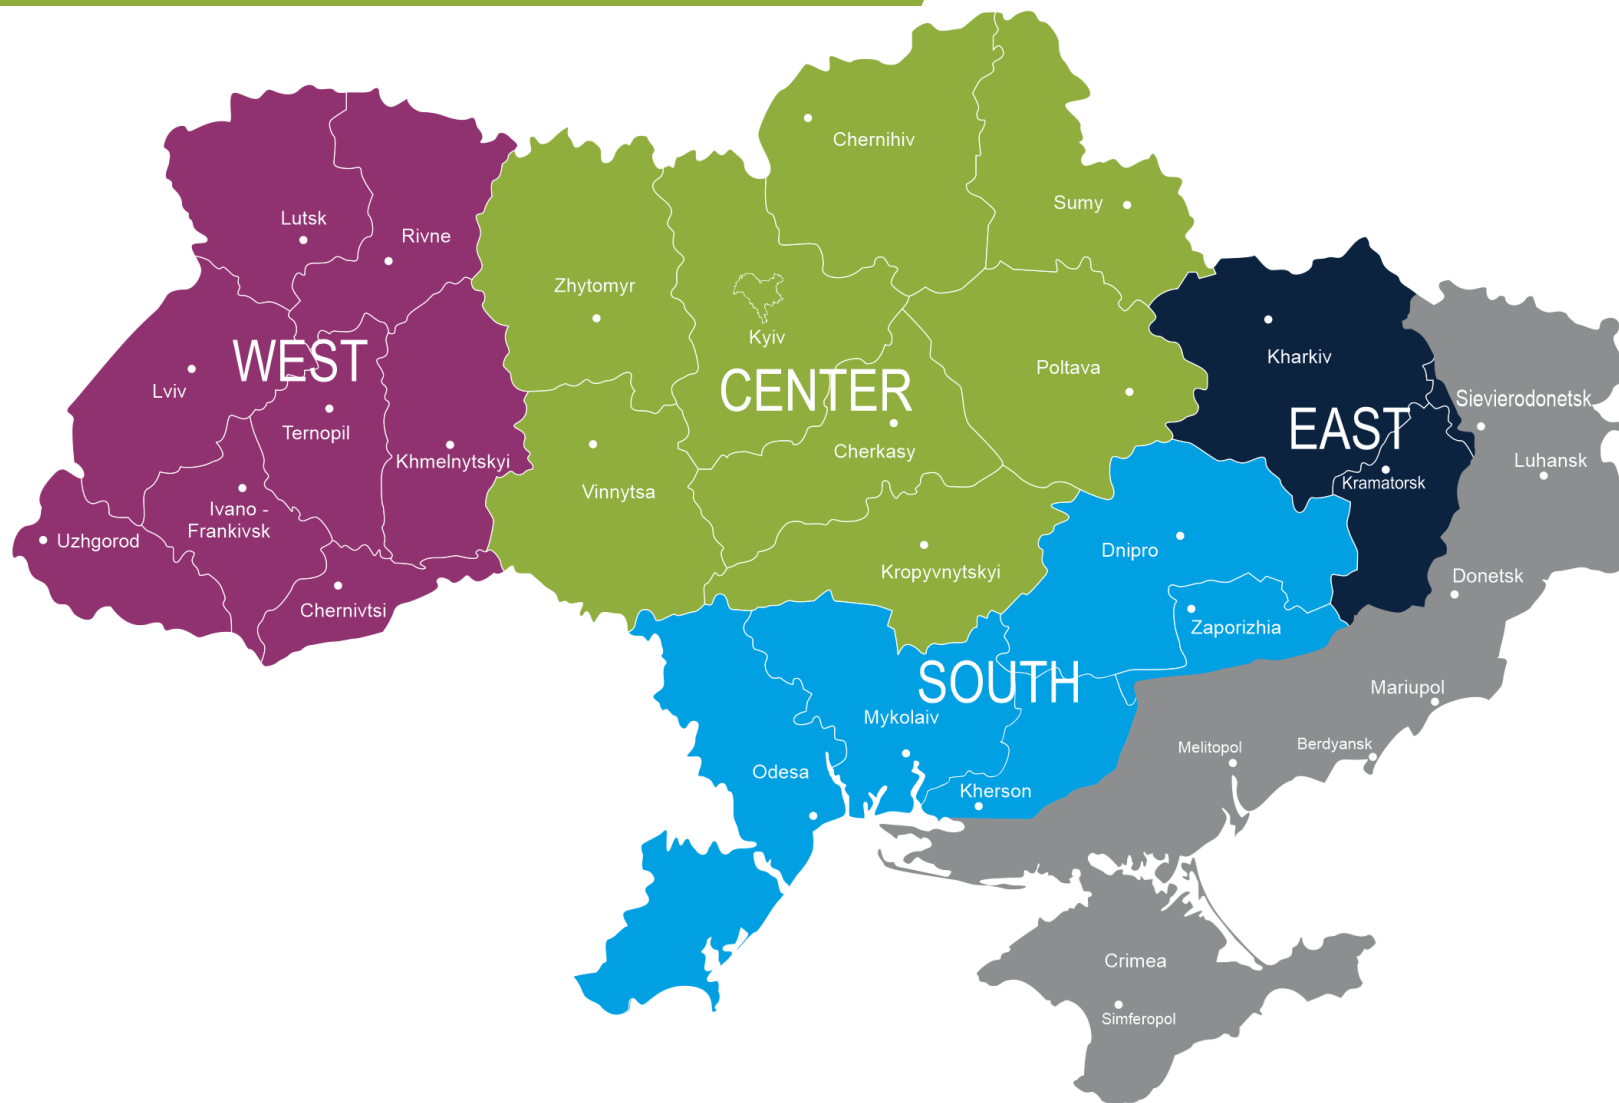 Chernihiv
Sumy
Lutsk
Rivne
Zhytomyr
Kyiv
Kharkiv
WEST
Poltava
Lviv
CENTER
Sievierodonetsk
EAST
Ternopil
Cherkasy
Khmelnytskyi
Luhansk
Kramatorsk
Vinnytsa
Ivano -
Frankivsk
Uzhgorod
Dnipro
Kropyvnytskyi
Donetsk
Chernivtsi
Zaporizhia
SOUTH
Mariupol
Mykolaiv
Melitopol
Berdyansk
Odesa
Kherson
Crimea
Simferopol